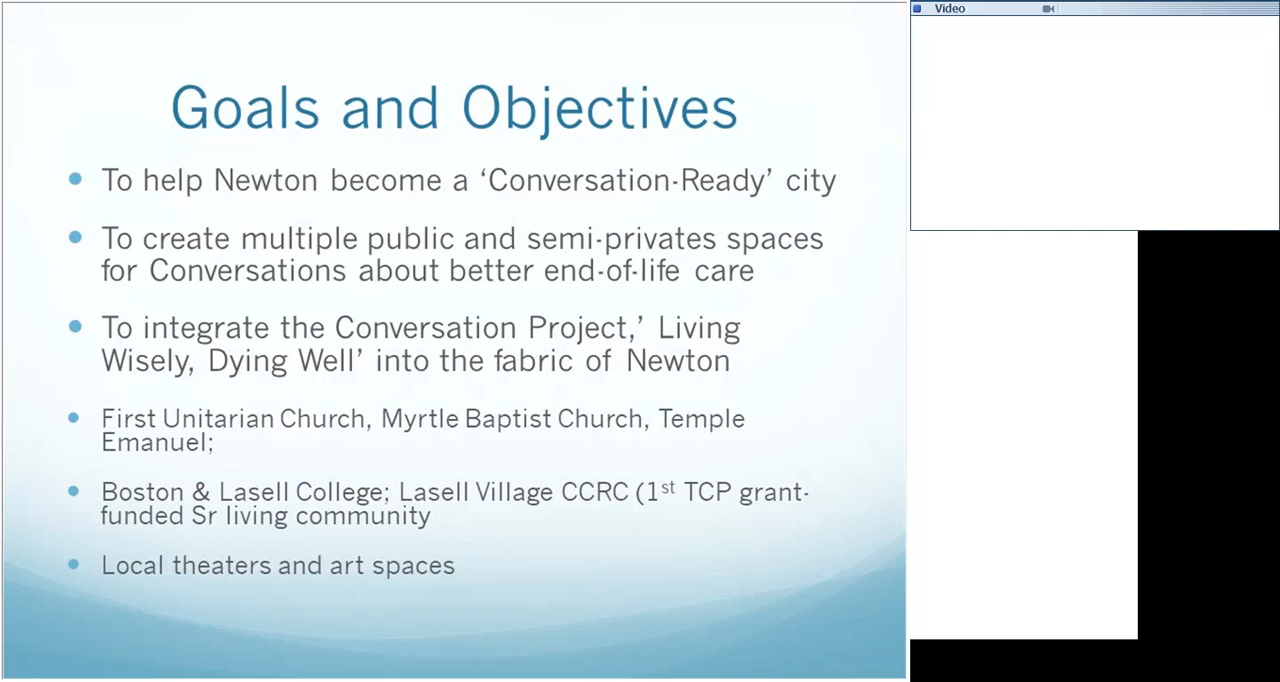 Goals and Objectives
To help Newton become a ‘Conversation-Ready’ city
To create multiple public and semi-privates spaces
for Conversations about better end-of-life care
To integrate the Conversation Project,’ Living
Wisely, Dying Well’ into the fabric of Newton
First Unitarian Church, Myrtle Baptist Church, Temple
Emanuel;
Boston & Lasell College; Lasell Village CCRC (1st TCP grant-
funded Sr living community
Local theaters and art spaces
Video